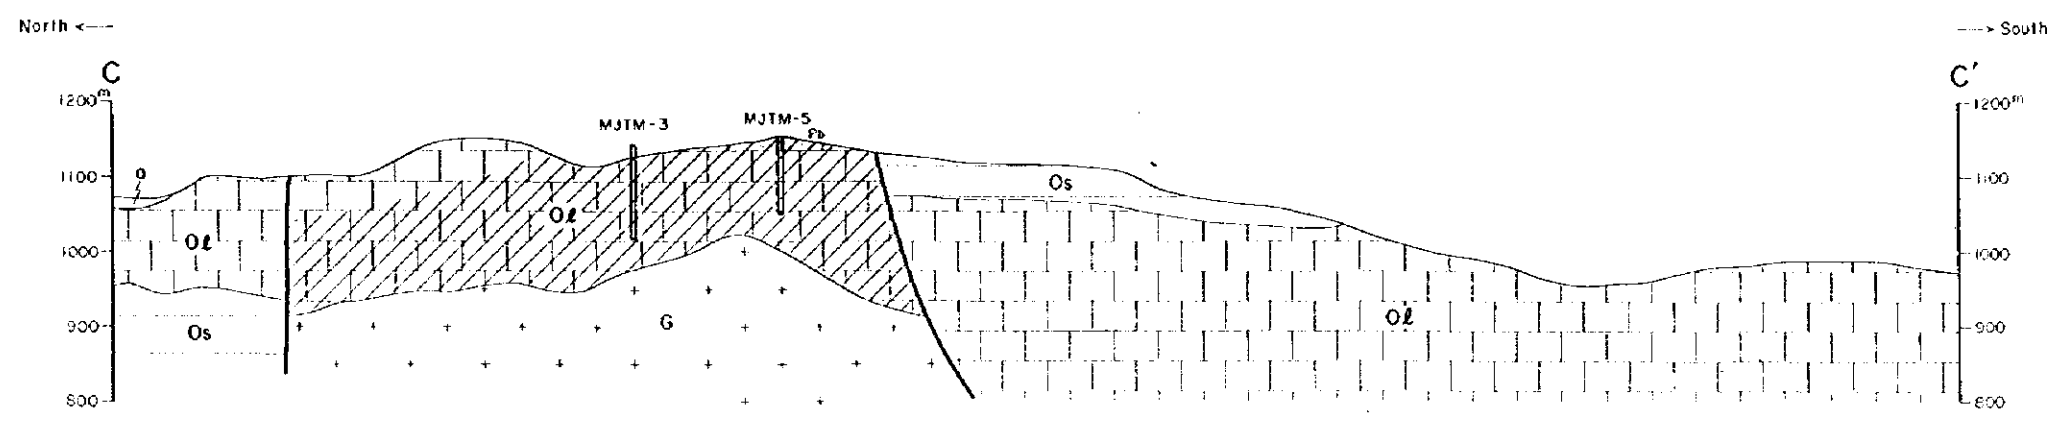 North <---
---> South
C
C'
1200m
1200m
MJTM-3
MJTM-5
Pb
Q
1100
1100
Os
Ol
Ol
1000
1000
G
Ol
Os
900
900
800
800